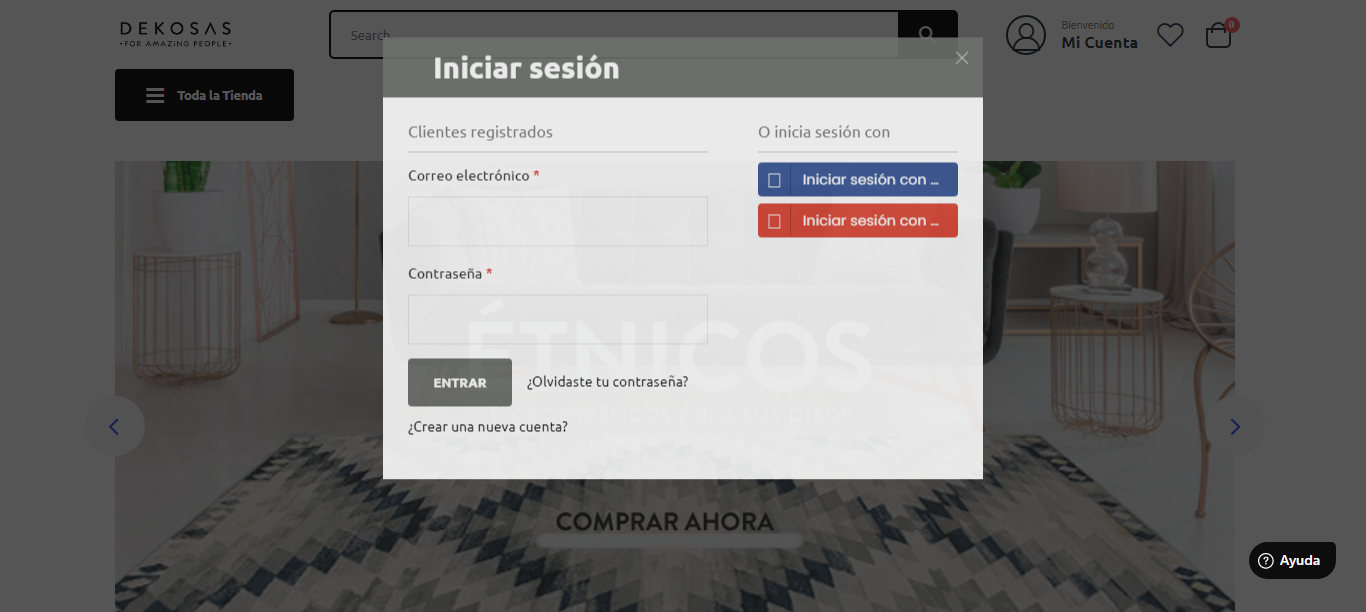 DEKOSAS
•FOR AMAZING PEOPLE•
Search
Bienvenido
Mi Cuenta
0
Toda la Tienda
Iniciar sesión
Clientes registrados
O inicia sesión con
Correo electrónico *
Iniciar sesión con ...
Iniciar sesión con ...
Contraseña *
ÉTNICOS
ENTRAR
¿Olvidaste tu contraseña?
geométricos para tus pisos
¿Crear una nueva cuenta?
COMPRAR AHORA
Ayuda